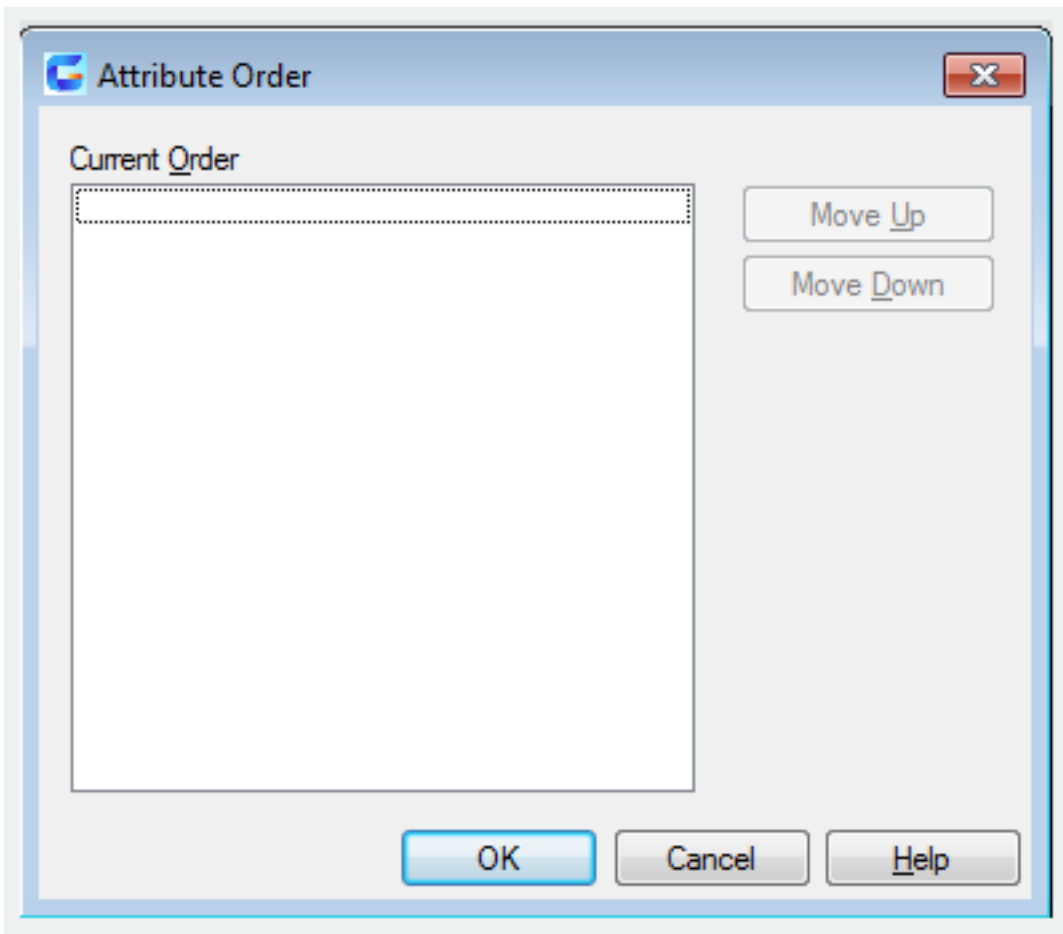 Attribute Order
Current Order
Move Up
Move Down
OK
Cancel
Help